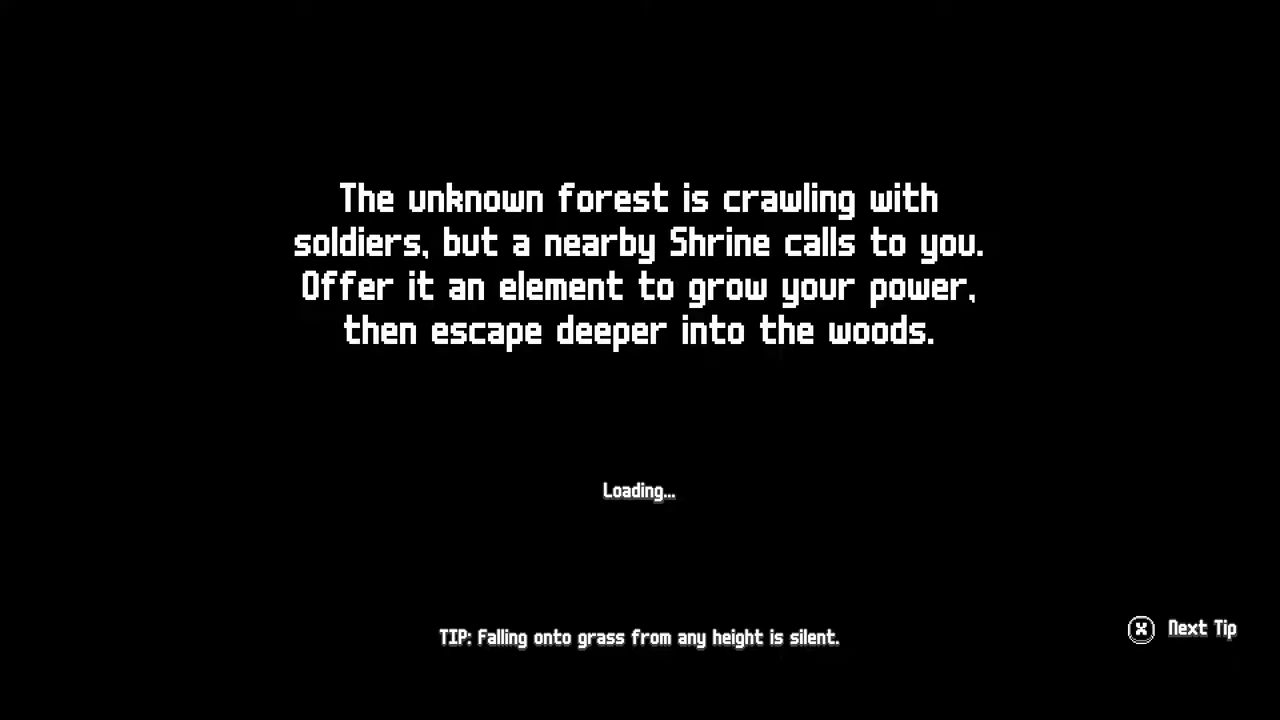 The unknown forest is crawling with
soldiers, but a nearby Shrine calls to you.
Offer it an element to grow your power,
then escape deeper into the woods.
Loading...
TIP: Falling onto grass from any height is silent.
X Next Tip